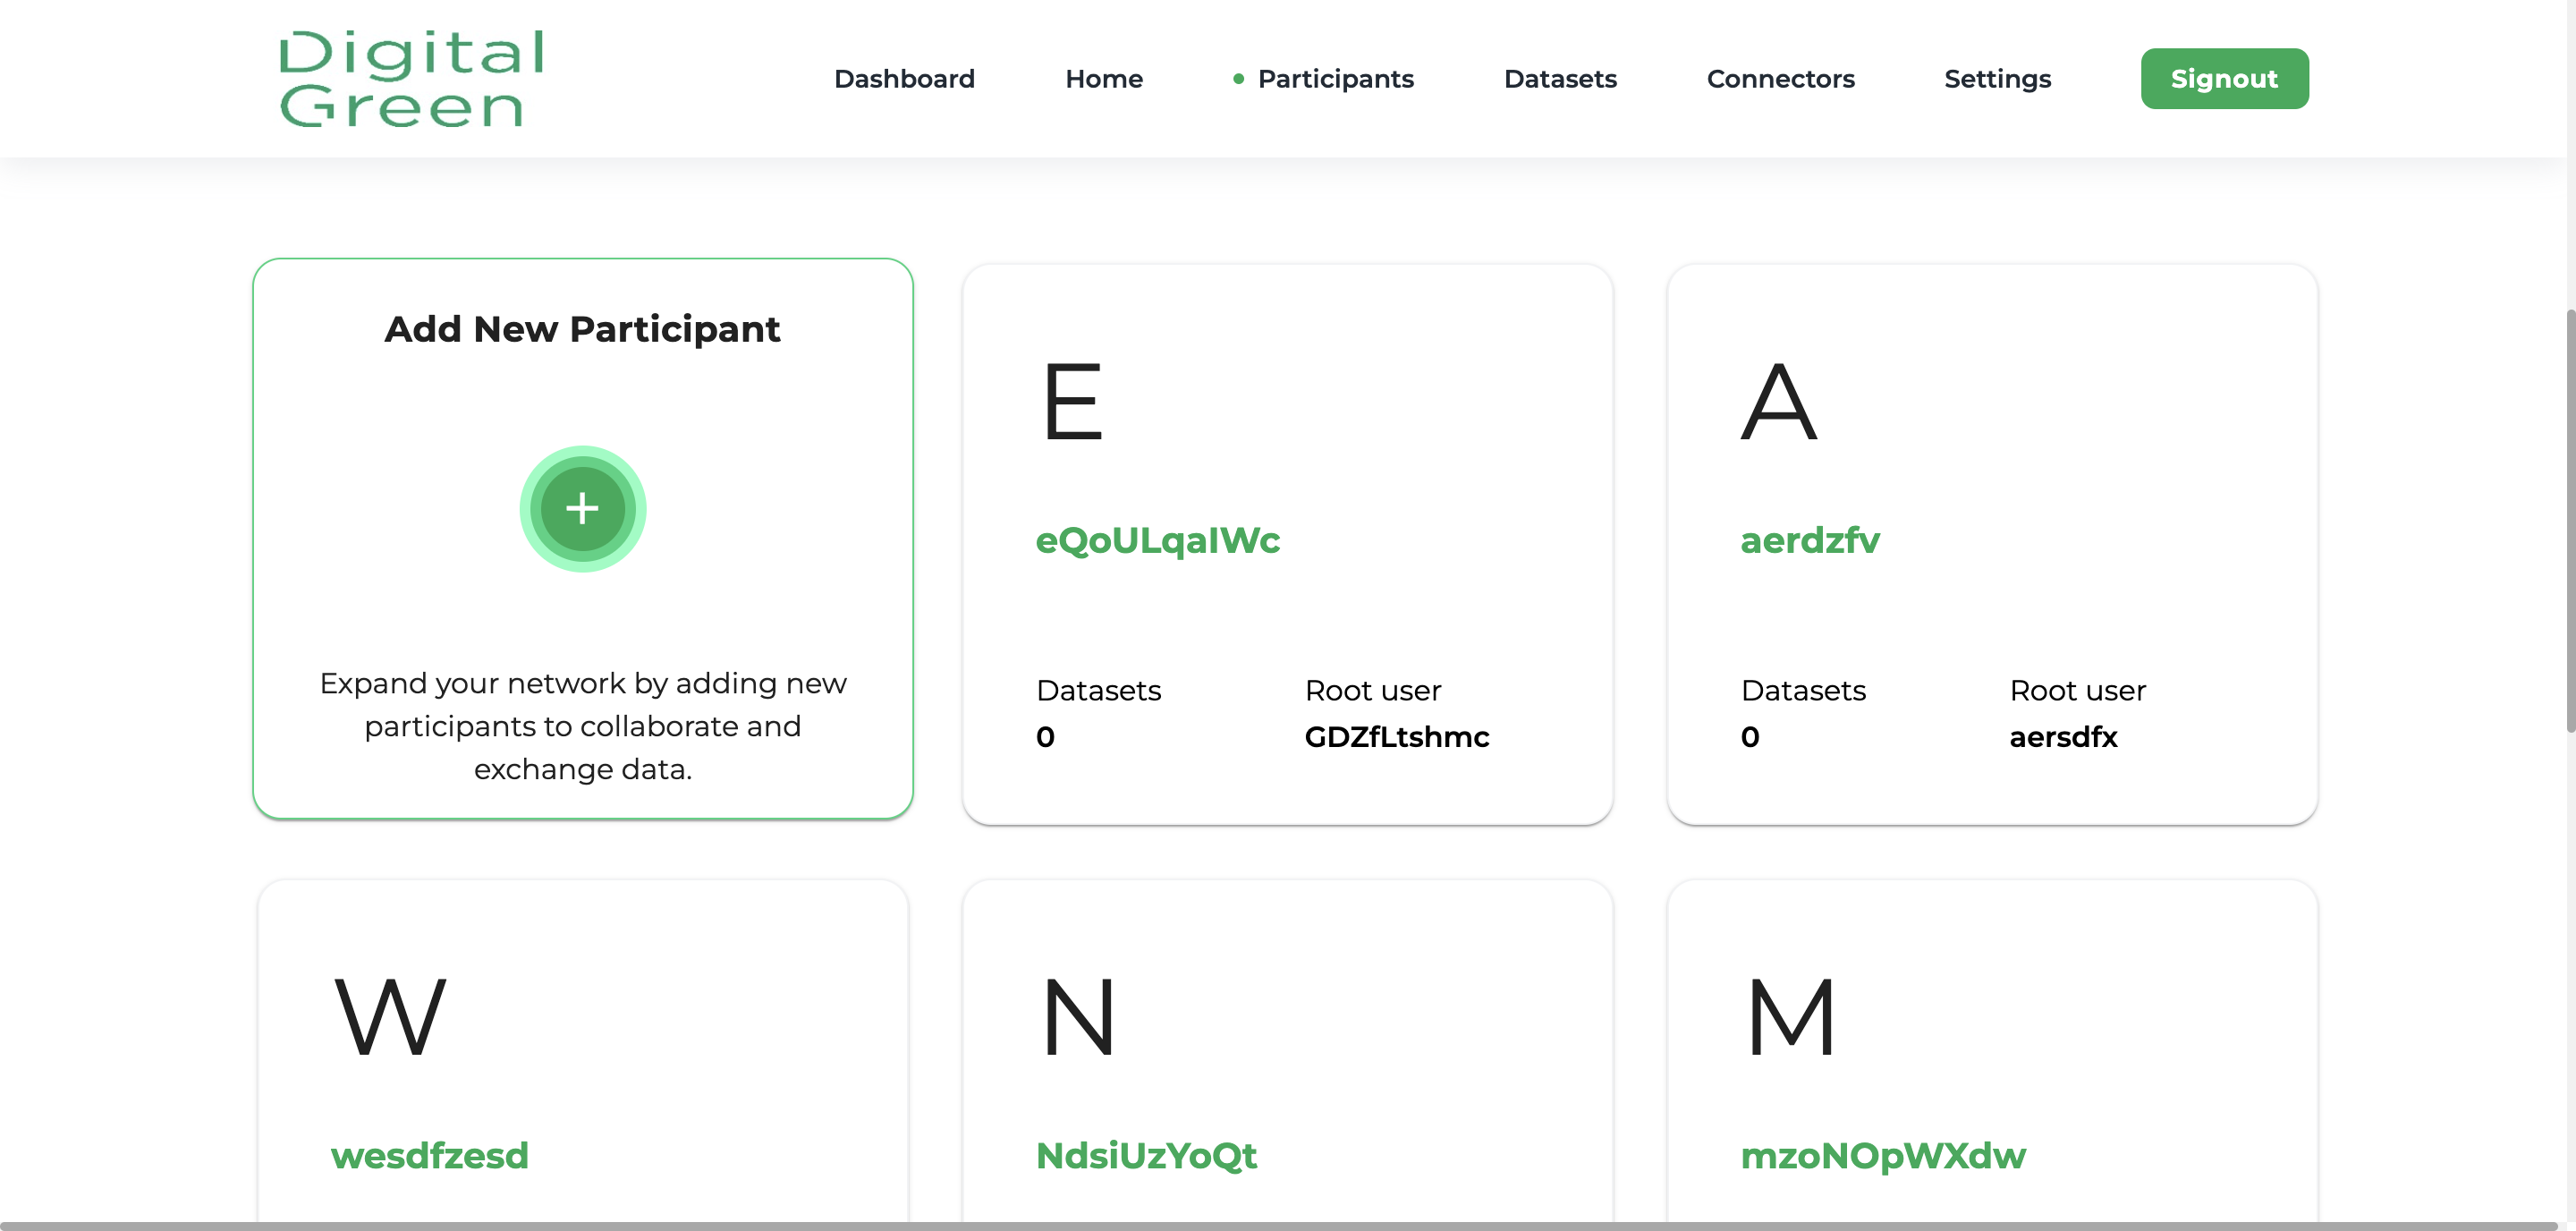 Digital
Green
Dashboard
Home
Participants
Datasets
Connectors
Settings
Signout
Add New Participant
+
Expand your network by adding new
participants to collaborate and
exchange data.
E
eQoULqaIWc
Datasets
Root user
0
GDZfLtshmc
A
aerdzfv
Datasets
Root user
0
aersdfx
W
wesdfzesd
N
NdsiUzYoQt
M
mzoNOpWXdw